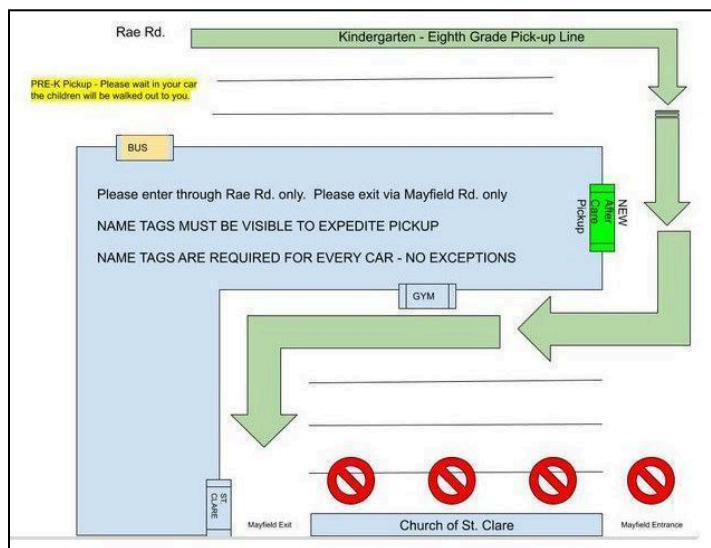 Rae Rd.
Kindergarten - Eighth Grade Pick-up Line
PRE-K Pickup - Please wait in your car
the children will be walked out to you.
BUS
Please enter through Rae Rd. only. Please exit via Mayfield Rd. only
NAME TAGS MUST BE VISIBLE TO EXPEDITE PICKUP
NAME TAGS ARE REQUIRED FOR EVERY CAR - NO EXCEPTIONS
NEW
After
Care
Pickup
GYM
ST.
CLARE
Mayfield Exit
Church of St. Clare
Mayfield Entrance